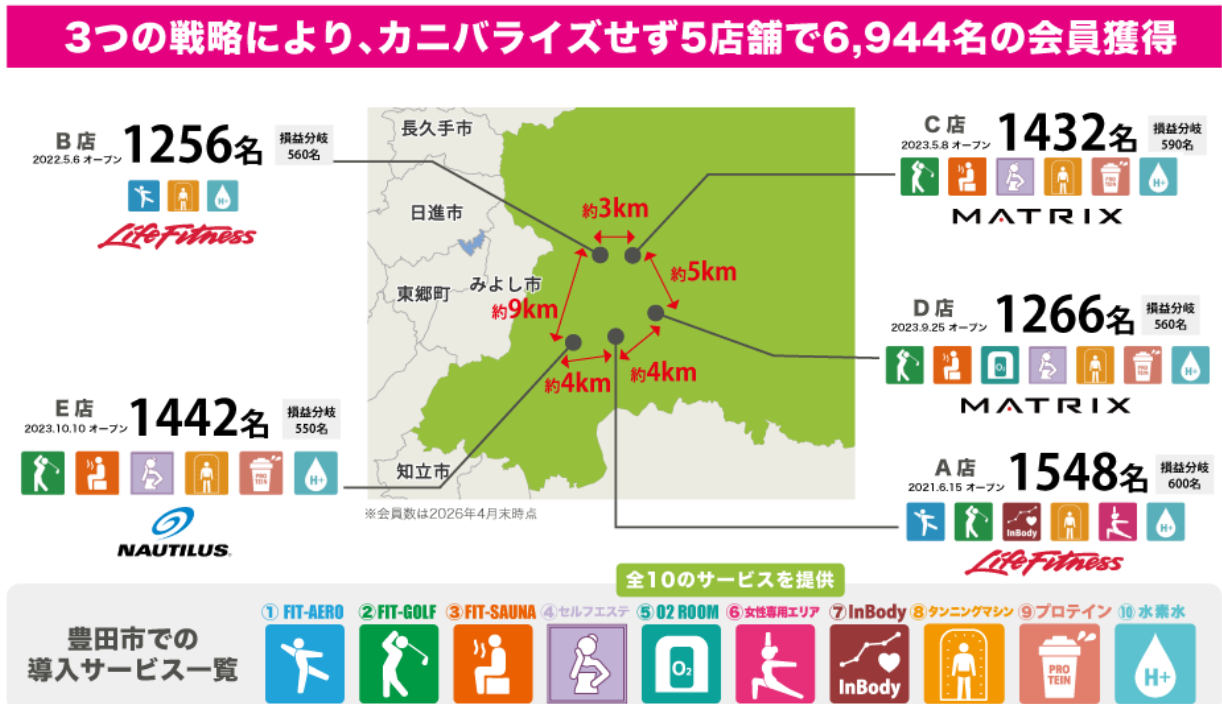 3つの戦略により、カニバライズせず5店舗で6,944名の会員獲得
B店
2022.5.6 オープン
1256名
損益分岐
560名
H+
LifeFitness
C店
2023.5.8 オープン
1432名
損益分岐
590名
PRO
TEIN
H+
MATRIX
長久手市
日進市
東郷町
みよし市
知立市
約3km
約5km
約9km
約4km
約4km
D店
2023.9.25 オープン
1266名
損益分岐
560名
O₂
PRO
TEIN
H+
MATRIX
E店
2023.10.10 オープン
1442名
損益分岐
550名
PRO
TEIN
H+
NAUTILUS.
※会員数は2026年4月末時点
A店
2021.6.15 オープン
1548名
損益分岐
600名
InBody
H+
LifeFitness
全10のサービスを提供
豊田市での
導入サービス一覧
①FIT-AERO
②FIT-GOLF
③FIT-SAUNA
④セルフエステ
⑤O2 ROOM
O₂
⑥女性専用エリア
⑦InBody
InBody
⑧タンニングマシン
⑨プロテイン
PRO
TEIN
⑩水素水
H+